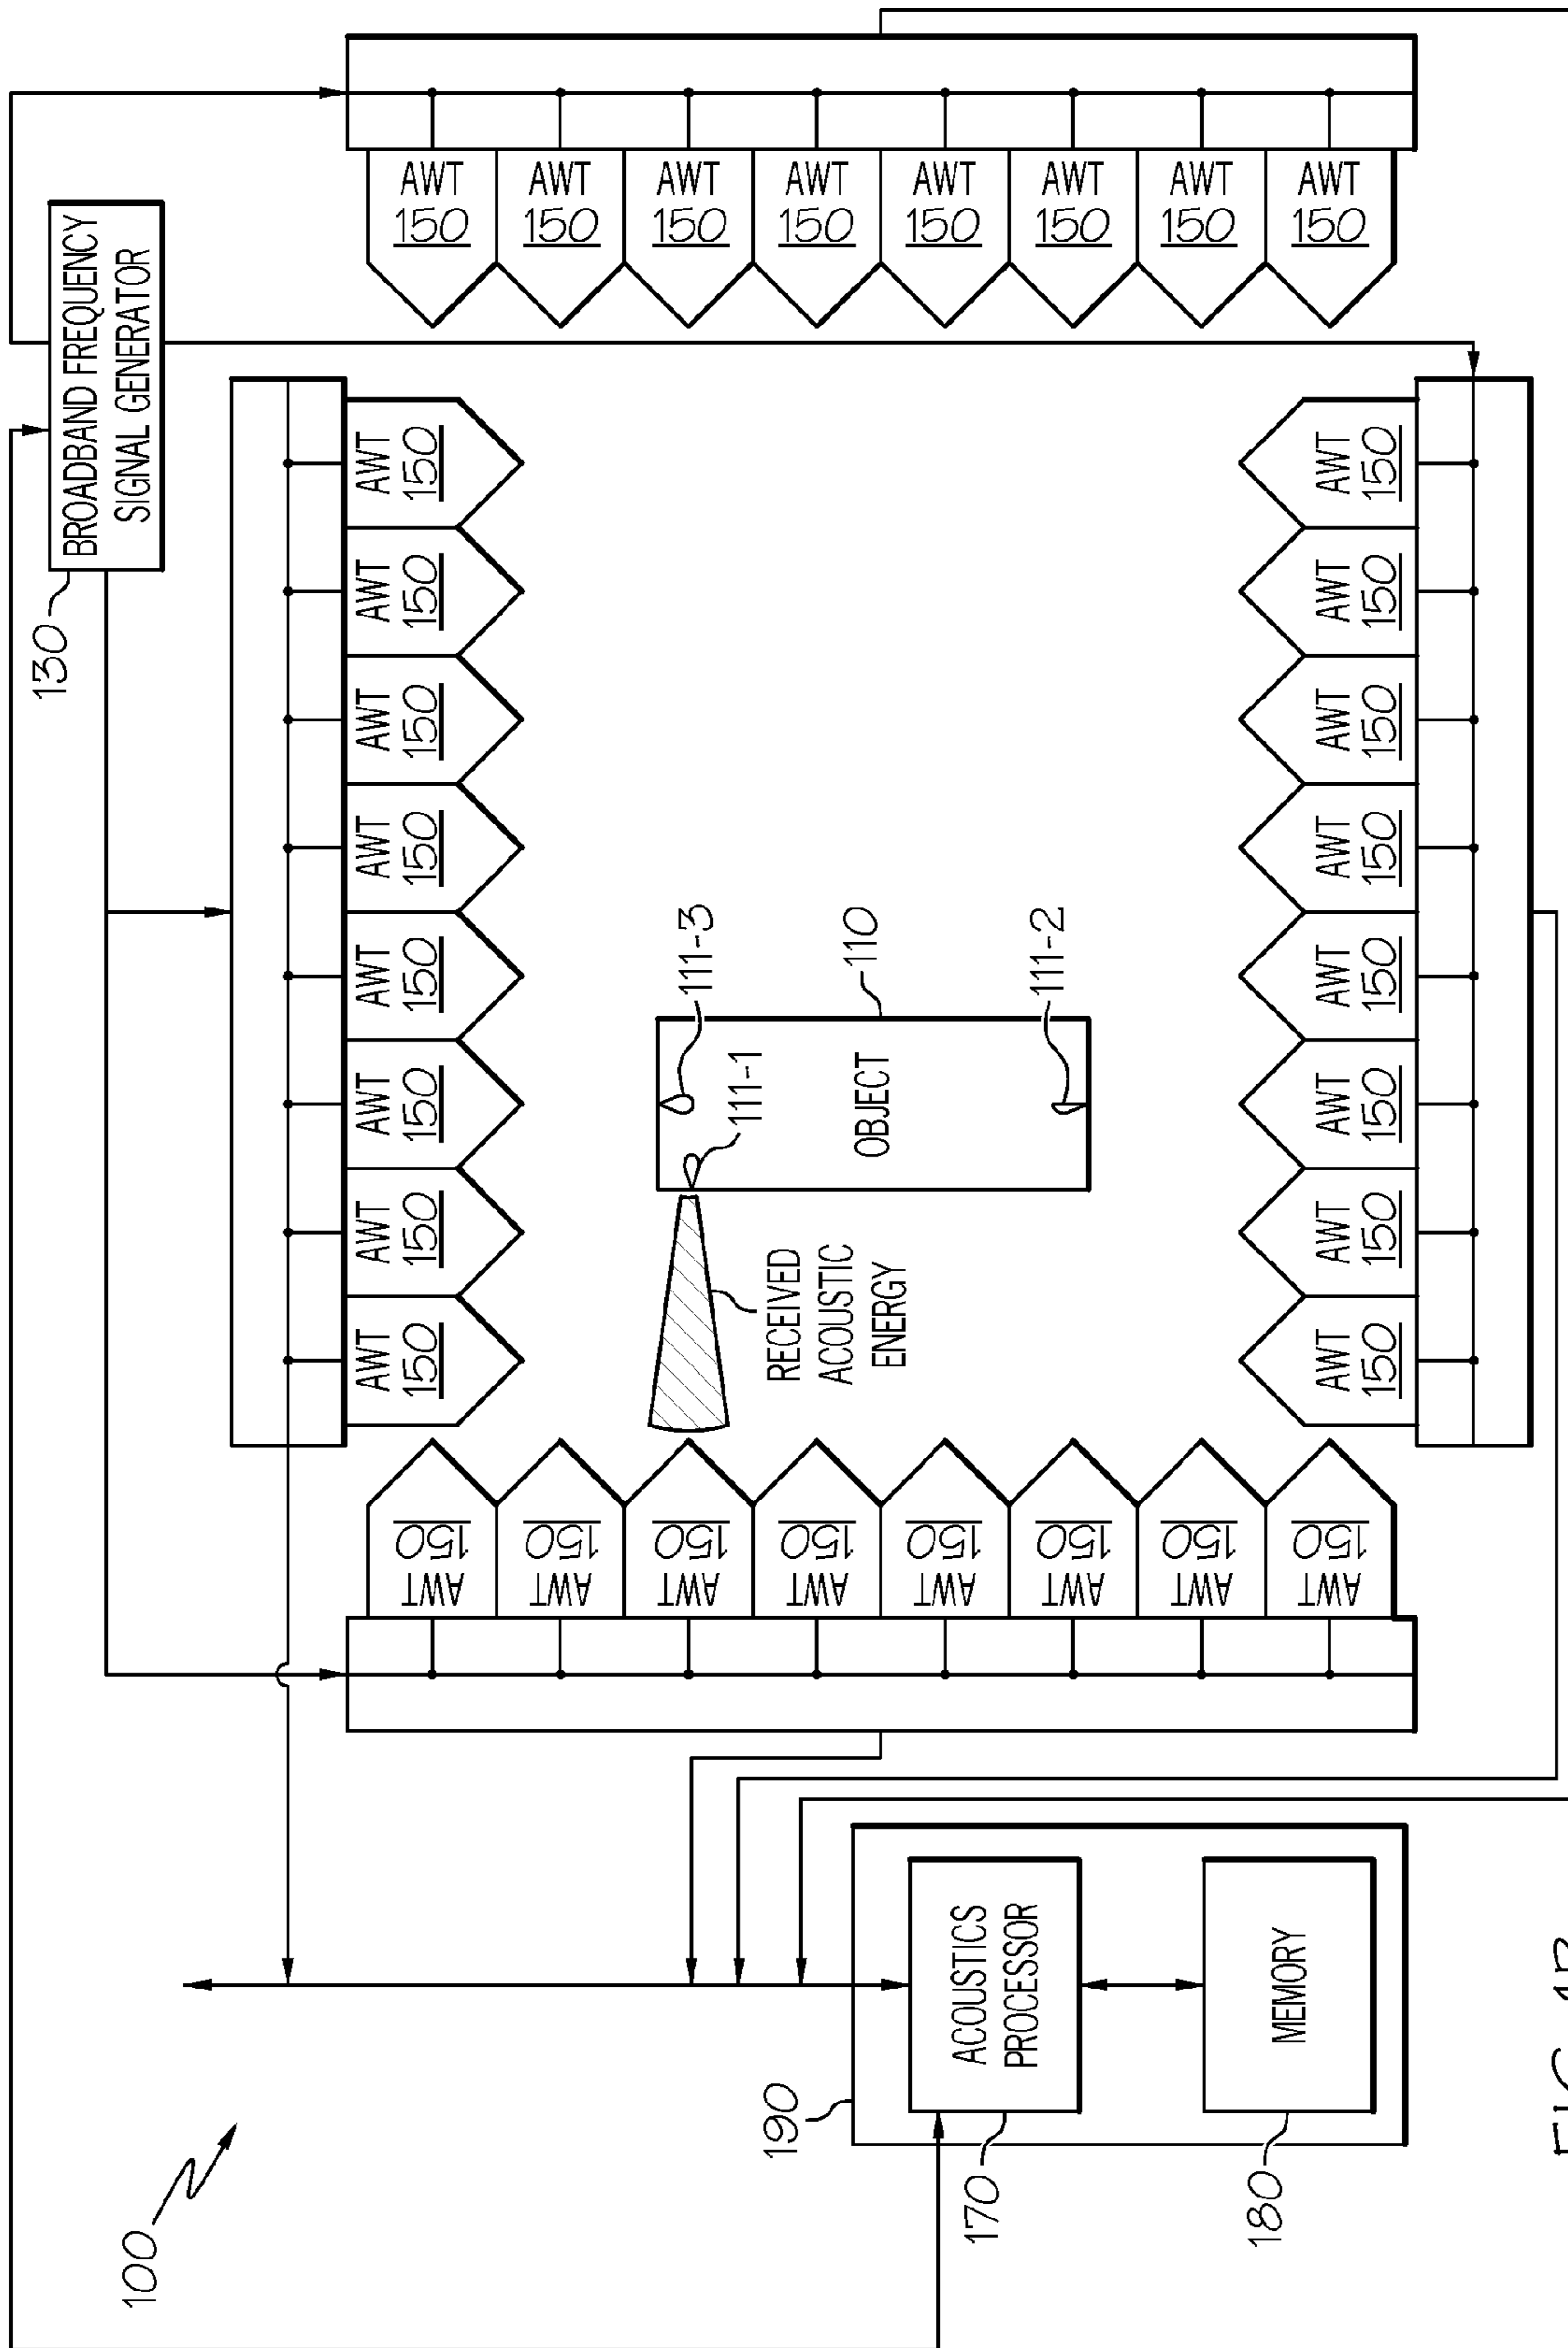 100
130
BROADBAND FREQUENCY
SIGNAL GENERATOR
AWT
150
AWT
150
AWT
150
AWT
150
AWT
150
AWT
150
AWT
150
AWT
150
AWT
150
AWT
150
AWT
150
AWT
150
AWT
150
AWT
150
AWT
150
AWT
150
RECEIVED
ACOUSTIC
ENERGY
111-1
111-3
OBJECT
110
111-2
AWT
150
AWT
150
AWT
150
AWT
150
AWT
150
AWT
150
AWT
150
AWT
150
AWT
150
AWT
150
AWT
150
AWT
150
AWT
150
AWT
150
AWT
150
AWT
150
190
ACOUSTICS
PROCESSOR
170
MEMORY
180